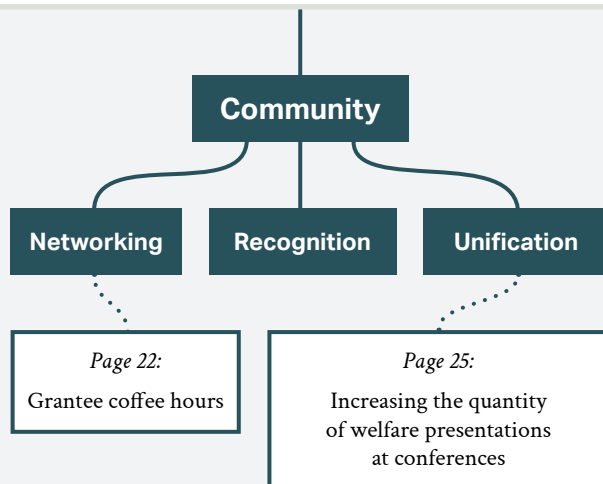 Community
Networking
Recognition
Unification
Page 22:
Grantee coffee hours
Page 25:
Increasing the quantity
of welfare presentations
at conferences